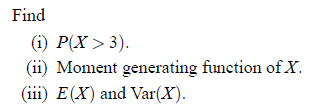 Find
(i) P(X > 3).
(ii) Moment generating function of X.
(iii) E(X) and Var(X).